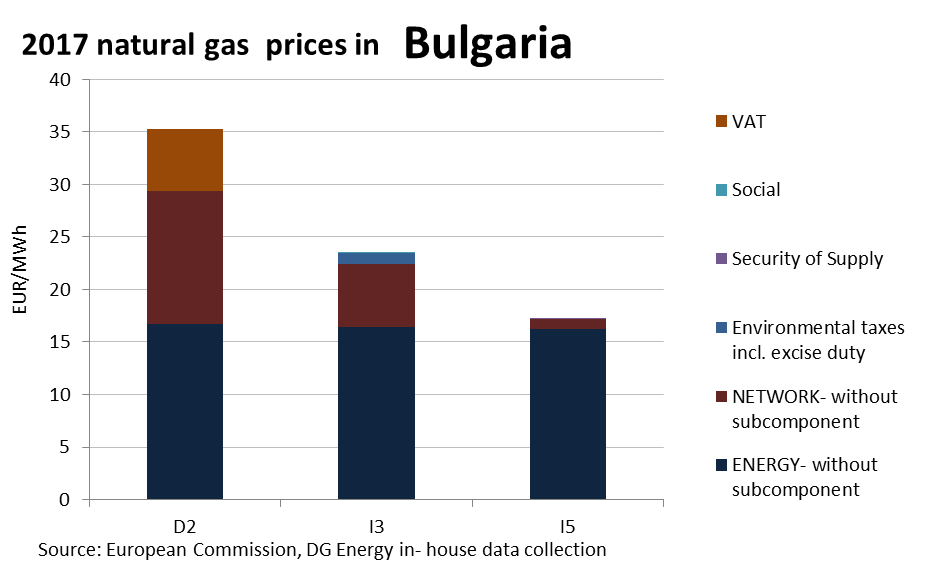 2017 natural gas prices in Bulgaria
40
35
30
25
20
15
10
5
0
EUR/MWh
D2
I3
I5
VAT
Social
Security of Supply
Environmental taxes
incl. excise duty
NETWORK- without
subcomponent
ENERGY- without
subcomponent
Source: European Commission, DG Energy in- house data collection